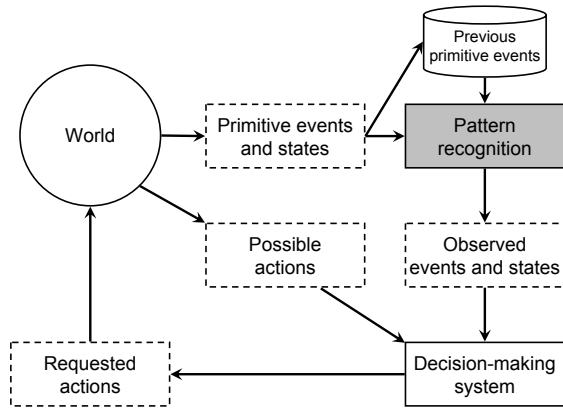 Previous
primitive events
World
Primitive events
and states
Pattern
recognition
Possible
actions
Observed
events and states
Requested
actions
Decision-making
system